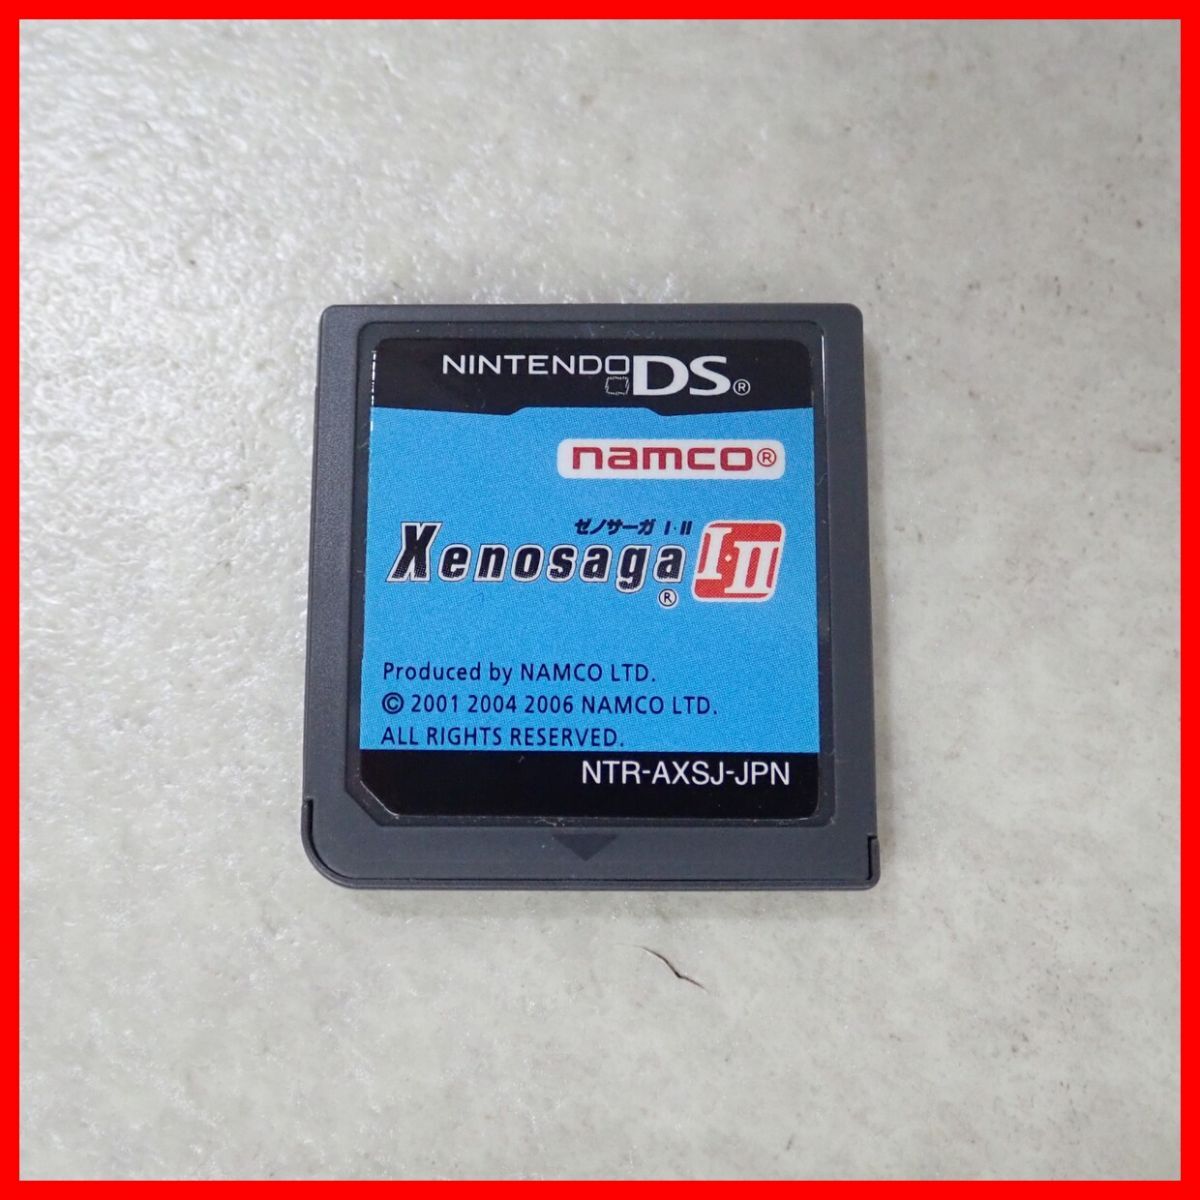 NINTENDO DS®
namco®
ゼノサーガ I・II
Xenosaga® I・II
Produced by NAMCO LTD.
© 2001 2004 2006 NAMCO LTD.
ALL RIGHTS RESERVED.
NTR-AXSJ-JPN